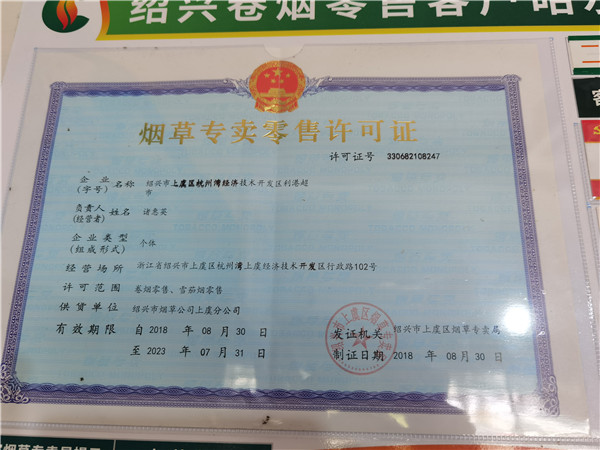 绍兴卷烟零售客户
烟草专卖零售许可证
许可证号 330682108247
企业(字号)名称 绍兴市上虞区杭州湾经济技术开发区利港超
市
负责人(经营者)姓名 诸忠英
企业类型(组成形式) 个体
经营场所 浙江省绍兴市上虞区杭州湾上虞经济技术开发区行政路102号
许可范围 卷烟零售、雪茄烟零售
供货单位 绍兴市烟草公司上虞分公司
有效期限 自 2018 年 08 月 30 日
至 2023 年 07 月 31 日
发证机关 绍兴市上虞区烟草专卖局
制证日期 2018 年 08 月 30 日